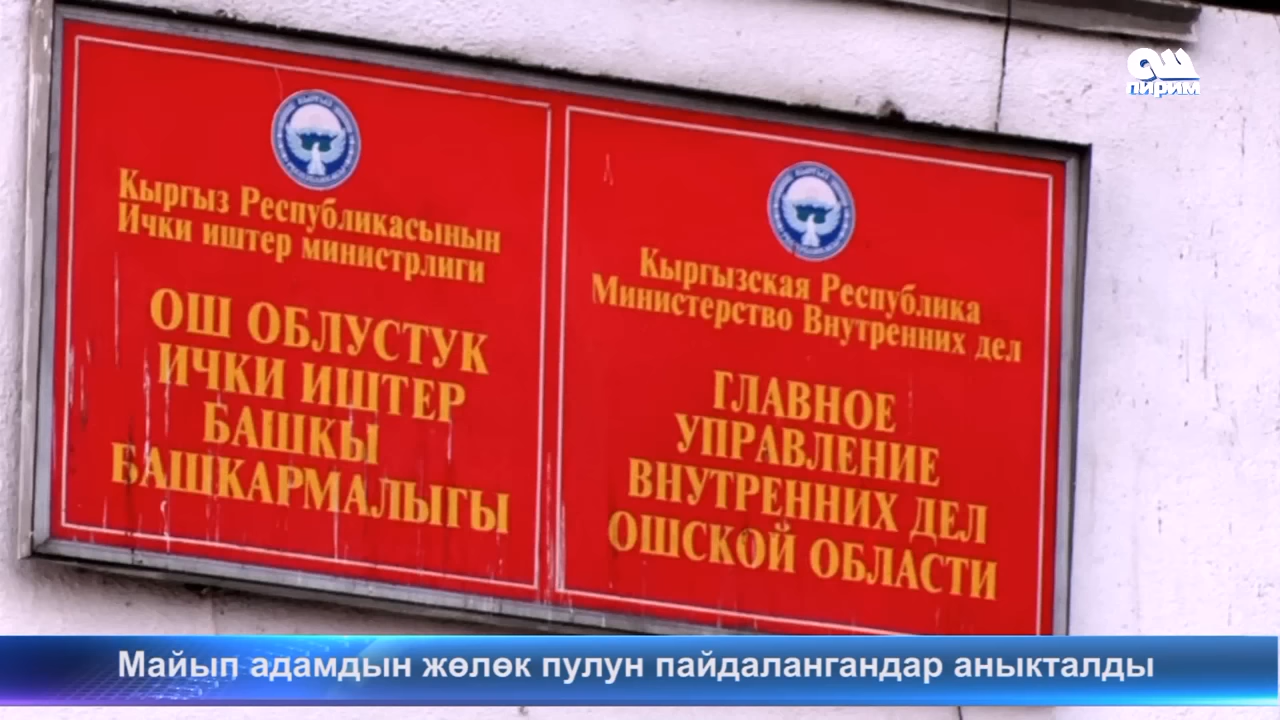 ОШ
ПИРИМ
Кыргыз Республикасынын
Ички иштер министрлиги
ОШ ОБЛУСТУК
ИЧКИ ИШТЕР
БАШКЫ
БАШКАРМАЛЫГЫ
Кыргызская Республика
Министерство Внутренних дел
ГЛАВНОЕ
УПРАВЛЕНИЕ
ВНУТРЕННИХ ДЕЛ
ОШСКОЙ ОБЛАСТИ
Майып адамдын жөлөк пулун пайдалангандар аныкталды